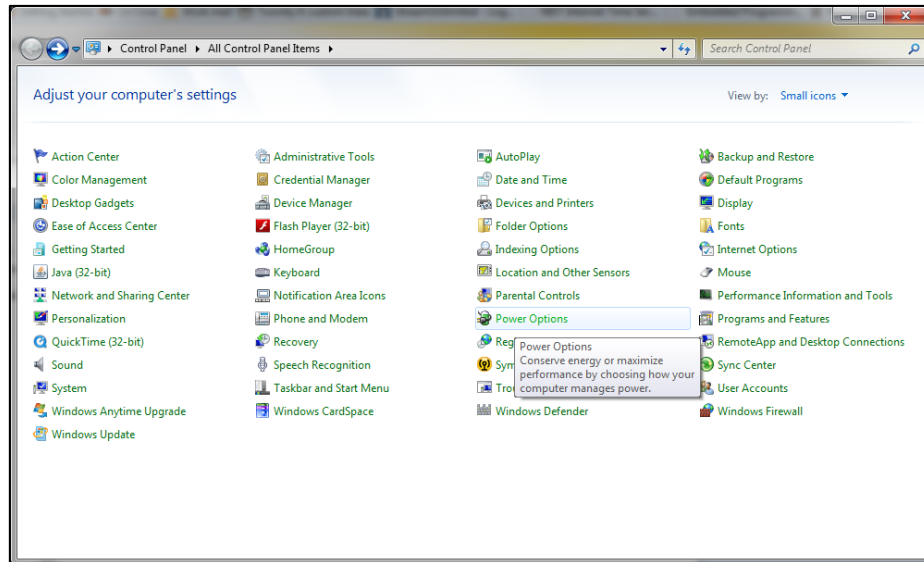 Control Panel ▸ All Control Panel Items ▸
Search Control Panel
Adjust your computer's settings
View by: Small icons
Action Center
Administrative Tools
AutoPlay
Backup and Restore
Color Management
Credential Manager
Date and Time
Default Programs
Desktop Gadgets
Device Manager
Devices and Printers
Display
Ease of Access Center
Flash Player (32-bit)
Folder Options
Fonts
Getting Started
HomeGroup
Indexing Options
Internet Options
Java (32-bit)
Keyboard
Location and Other Sensors
Mouse
Network and Sharing Center
Notification Area Icons
Parental Controls
Performance Information and Tools
Personalization
Phone and Modem
Power Options
Programs and Features
QuickTime (32-bit)
Recovery
Reg
RemoteApp and Desktop Connections
Sound
Speech Recognition
Sym
Sync Center
System
Taskbar and Start Menu
Tro
User Accounts
Power Options
Conserve energy or maximize
performance by choosing how your
computer manages power.
Windows Anytime Upgrade
Windows CardSpace
Windows Defender
Windows Firewall
Windows Update